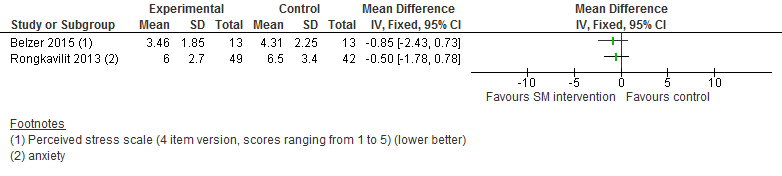 Experimental Control Mean Difference Mean Difference
Study or Subgroup Mean SD Total Mean SD Total IV, Fixed, 95% CI IV, Fixed, 95% CI
Belzer 2015 (1) 3.46 1.85 13 4.31 2.25 13 -0.85 [-2.43, 0.73]
Rongkavilit 2013 (2) 6 2.7 49 6.5 3.4 42 -0.50 [-1.78, 0.78]
-10 -5 0 5 10
Favours SM intervention Favours control
Footnotes
(1) Perceived stress scale (4 item version, scores ranging from 1 to 5) (lower better)
(2) anxiety